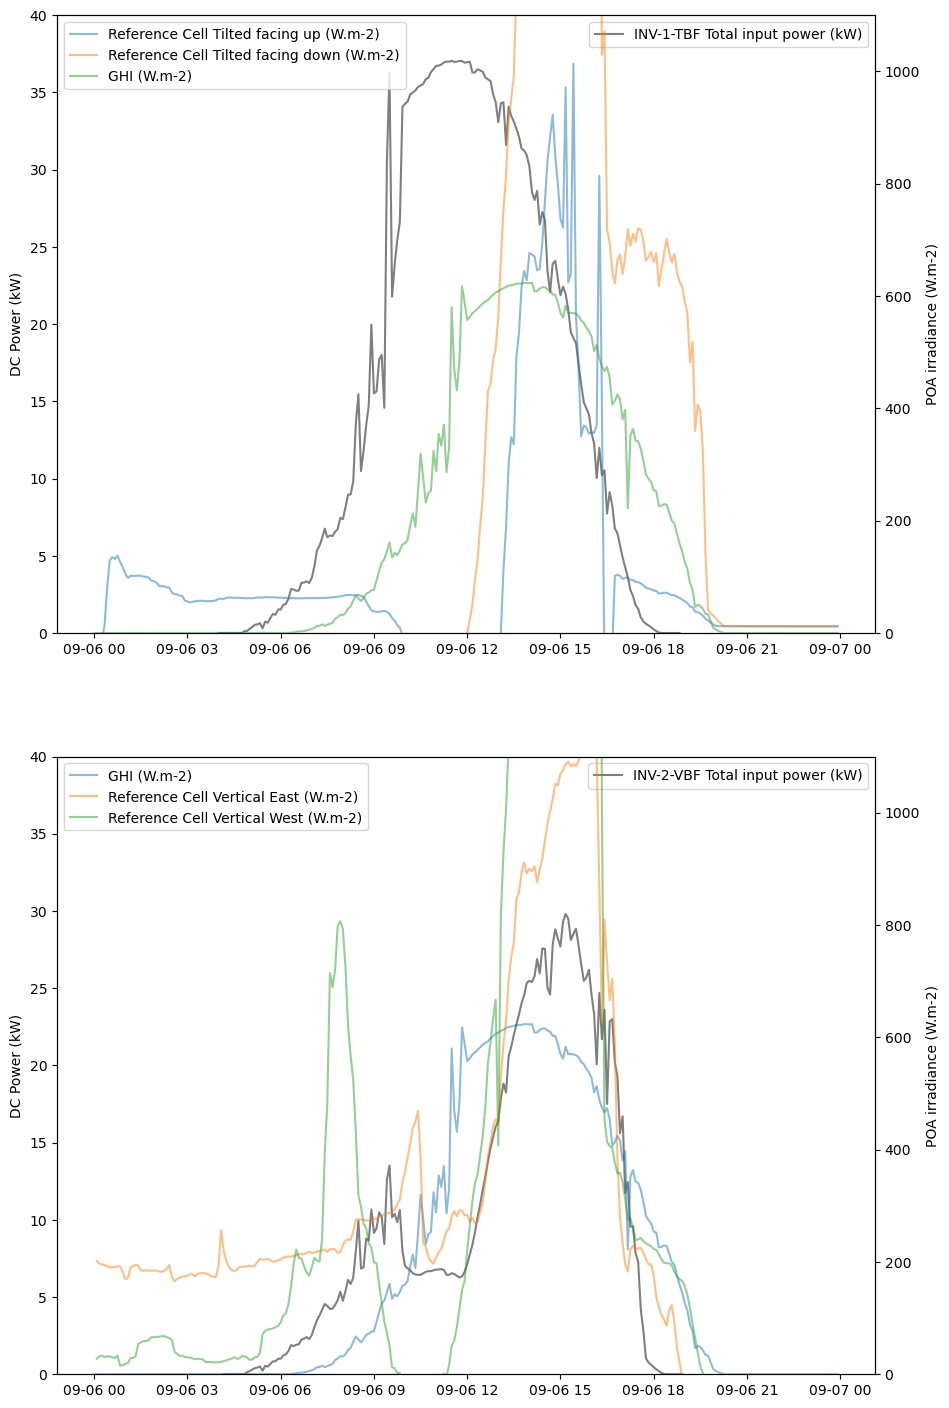 40
35
30
25
20
15
10
5
0
DC Power (kW)
Reference Cell Tilted facing up (W.m-2)
Reference Cell Tilted facing down (W.m-2)
GHI (W.m-2)
INV-1-TBF Total input power (kW)
1000
800
600
400
200
0
POA irradiance (W.m-2)
09-06 00 09-06 03 09-06 06 09-06 09 09-06 12 09-06 15 09-06 18 09-06 21 09-07 00
40
35
30
25
20
15
10
5
0
DC Power (kW)
GHI (W.m-2)
Reference Cell Vertical East (W.m-2)
Reference Cell Vertical West (W.m-2)
INV-2-VBF Total input power (kW)
1000
800
600
400
200
0
POA irradiance (W.m-2)
09-06 00 09-06 03 09-06 06 09-06 09 09-06 12 09-06 15 09-06 18 09-06 21 09-07 00